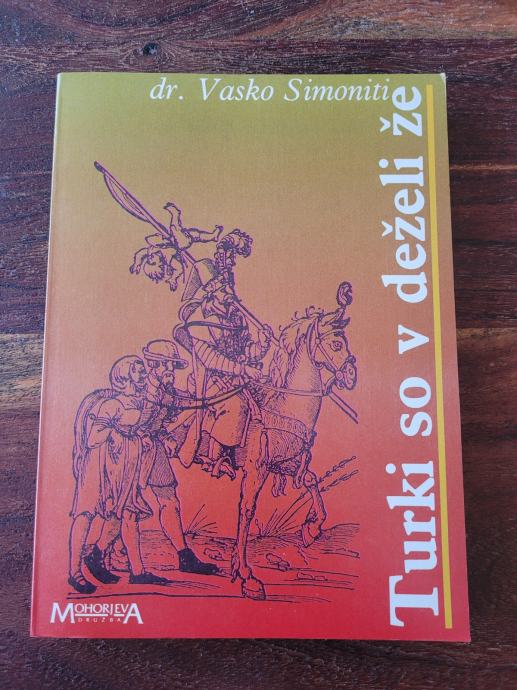 dr. Vasko Simoniti
Turki so v deželi že
MOHORJEVA
DRUŽBA